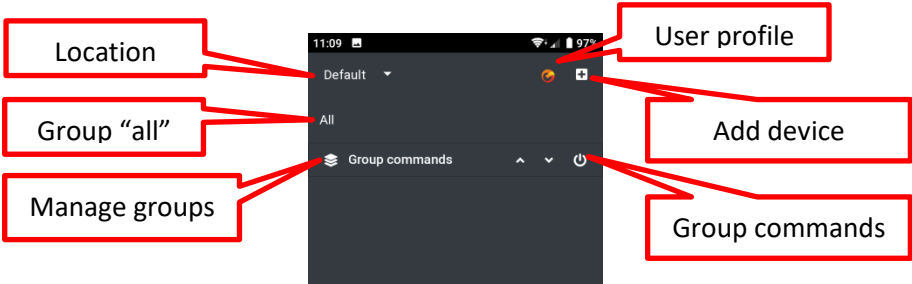 Location
User profile
11:09
97%
Default
Group “all”
All
Add device
Group commands
Manage groups
Group commands